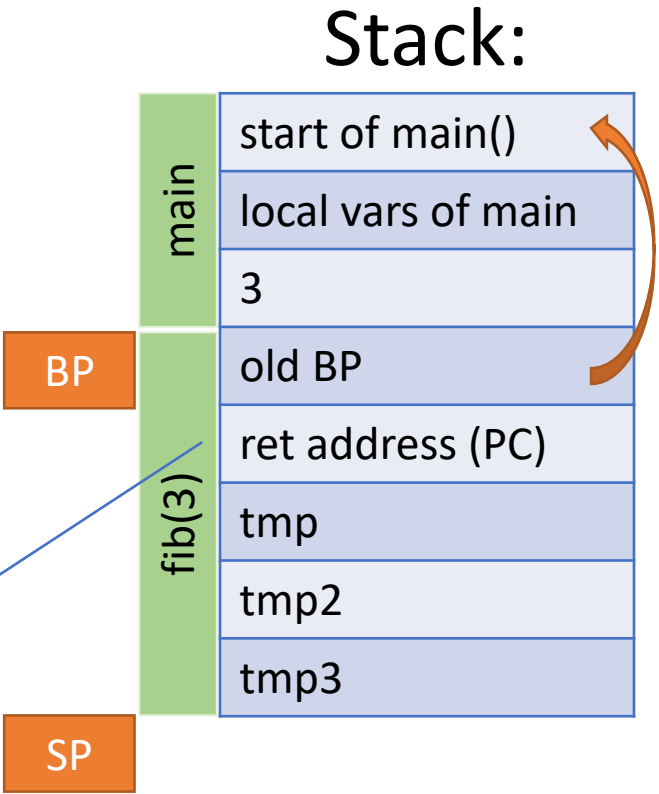 Stack:
main
start of main()
local vars of main
3
BP
fib(3)
old BP
ret address (PC)
tmp
tmp2
tmp3
SP